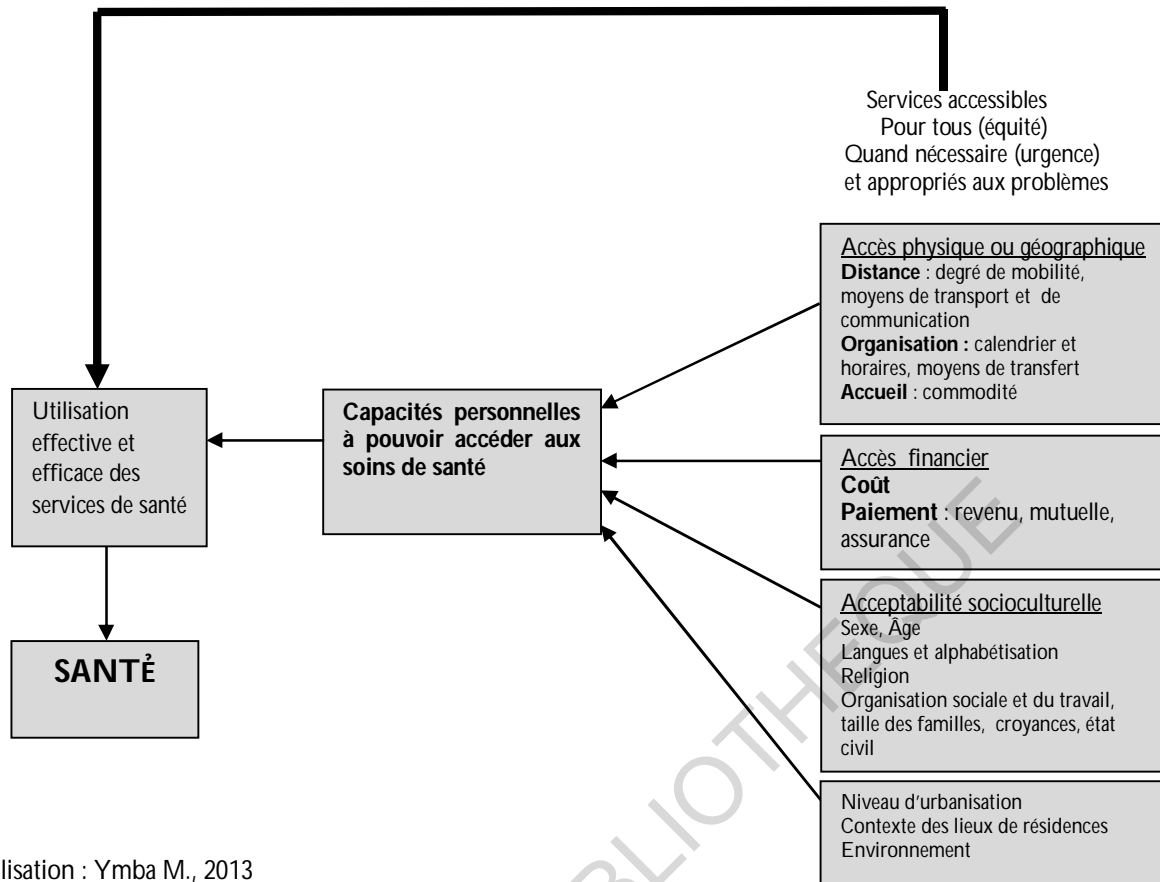 Services accessibles
Pour tous (équité)
Quand nécessaire (urgence)
et appropriés aux problèmes
Accès physique ou géographique
Distance : degré de mobilité,
moyens de transport et de
communication
Organisation : calendrier et
horaires, moyens de transfert
Accueil : commodité
Utilisation
effective et
efficace des
services de santé
Capacités personnelles
à pouvoir accéder aux
soins de santé
Accès financier
Coût
Paiement : revenu, mutuelle,
assurance
Acceptabilité socioculturelle
Sexe, Âge
Langues et alphabétisation
Religion
Organisation sociale et du travail,
taille des familles, croyances, état
civil
SANTẺ
Niveau d'urbanisation
Contexte des lieux de résidences
Environnement
lisation : Ymba M., 2013
BLIOTHEQUE